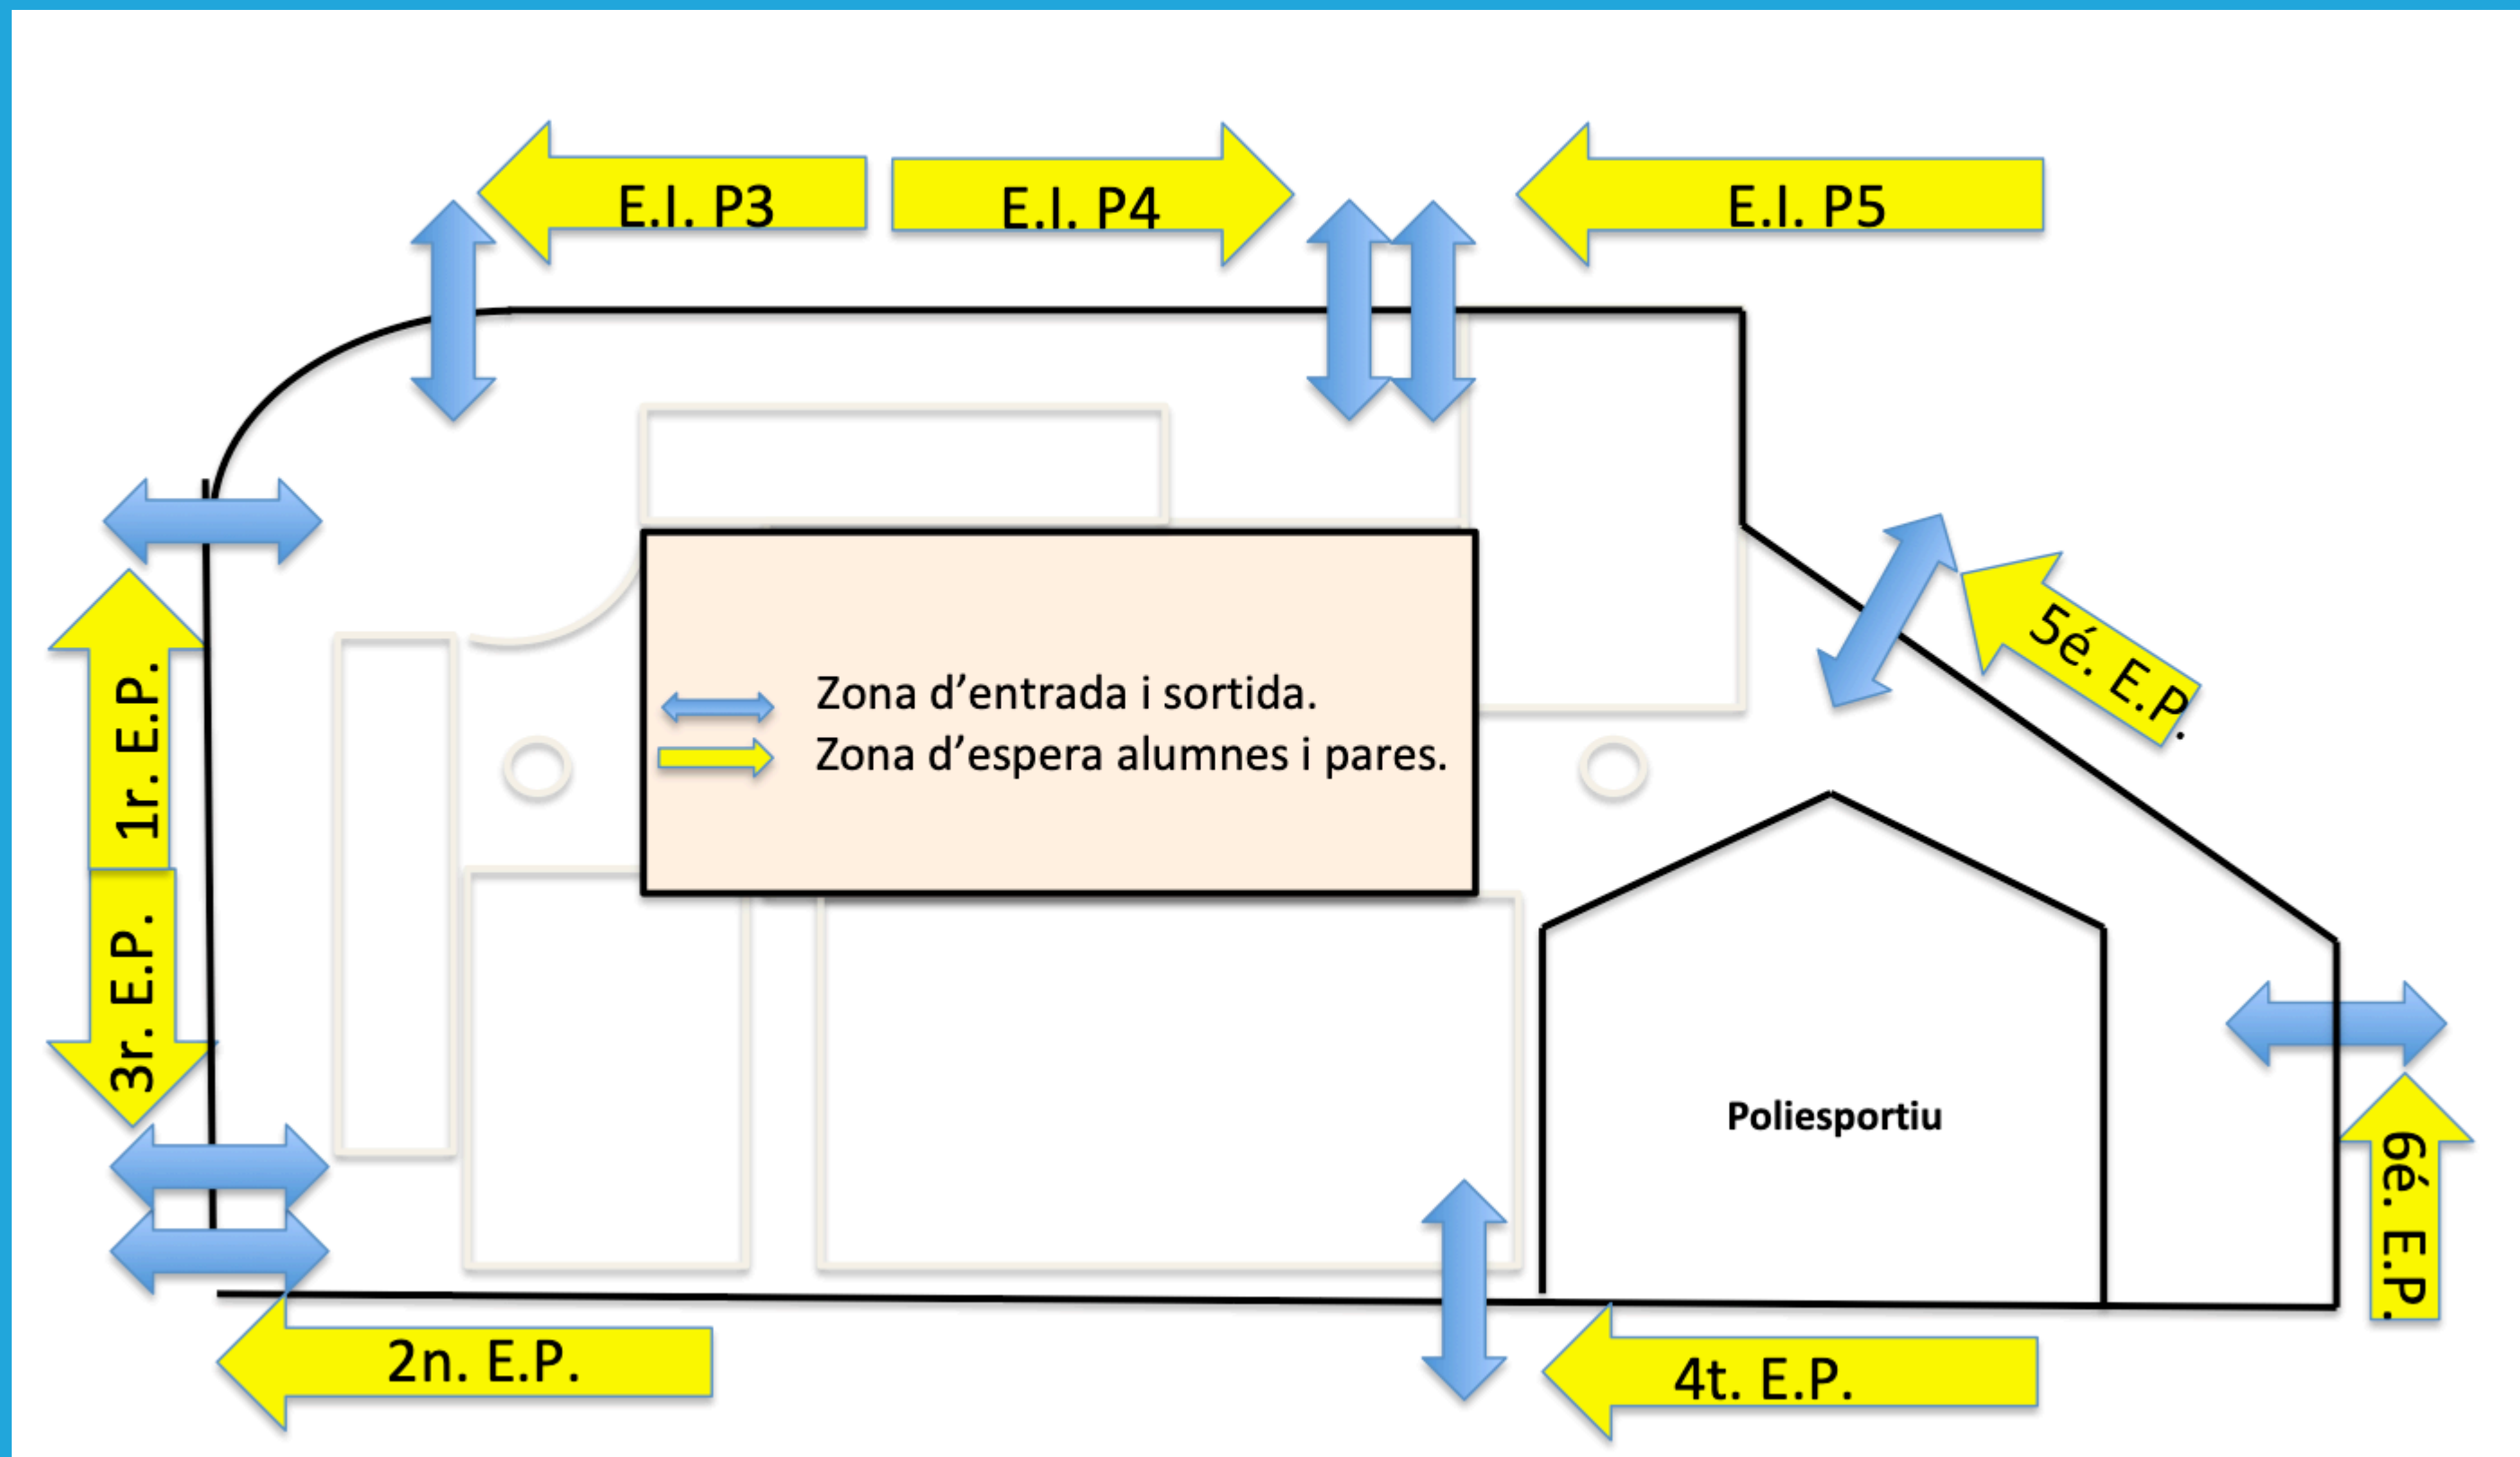 E.I. P3
E.I. P4
E.I. P5
1r. E.P.
3r. E.P.
Zona d’entrada i sortida.
Zona d’espera alumnes i pares.
5é. E.P.
Poliesportiu
6é. E.P.
2n. E.P.
4t. E.P.